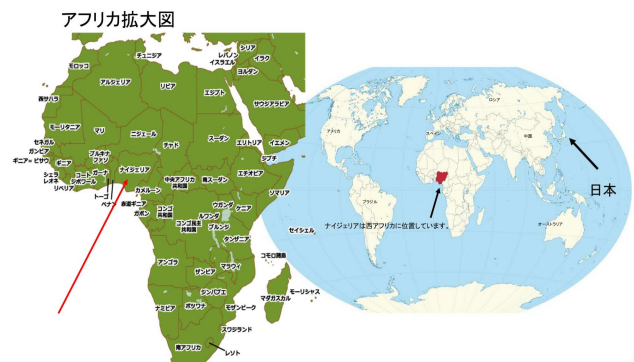 アフリカ拡大図
シリア
チュニジア
レバノン
イスラエル
イラク
モロッコ
ヨルダン
アルジェリア
リビア
エジプト
西サハラ
サウジアラビア
モーリタニア
マリ
ニジェール
チャド
スーダン
エリトリア
イエメン
セネガル
ガンビア
ギニア=ビサウ
ギニア
ブルキナ
ファソ
ジブチ
ナイジェリア
シェラ
レオネ
コート
ジボワール
ガーナ
中央アフリカ
共和国
南スーダン
エチオピア
リベリア
トーゴ
ベナン
カメルーン
ソマリア
赤道ギニア
ガボン
コンゴ
共和国
ウガンダ
ケニア
ルワンダ
コンゴ民主
共和国
ブルンジ
タンザニア
セイシェル
コモロ諸島
アンゴラ
ザンビア
マラウィ
モーリシャス
マダガスカル
ナミビア
ジンバブエ
ボツワナ
モザンビーク
スワジランド
南アフリカ
レソト
ロシア
アメリカ
スペイン
中国
日本
ブラジル
オーストラリア
ナイジェリアは西アフリカに位置しています。